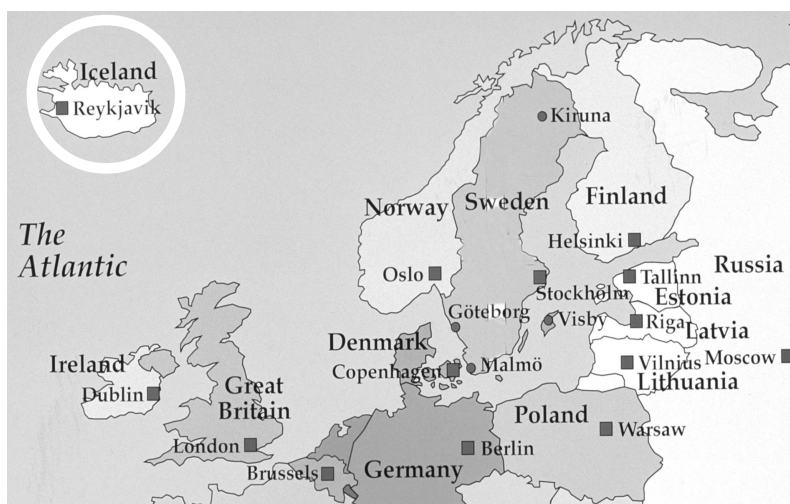 Iceland
Reykjavik
Kiruna
Norway
Sweden
Finland
The
Atlantic
Helsinki
Oslo
Stockholm
Tallinn
Russia
Estonia
Göteborg
Visby
Riga
Latvia
Denmark
Copenhagen
Malmö
Vilnius
Moscow
Lithuania
Ireland
Dublin
Great
Britain
London
Poland
Warsaw
Berlin
Brussels
Germany